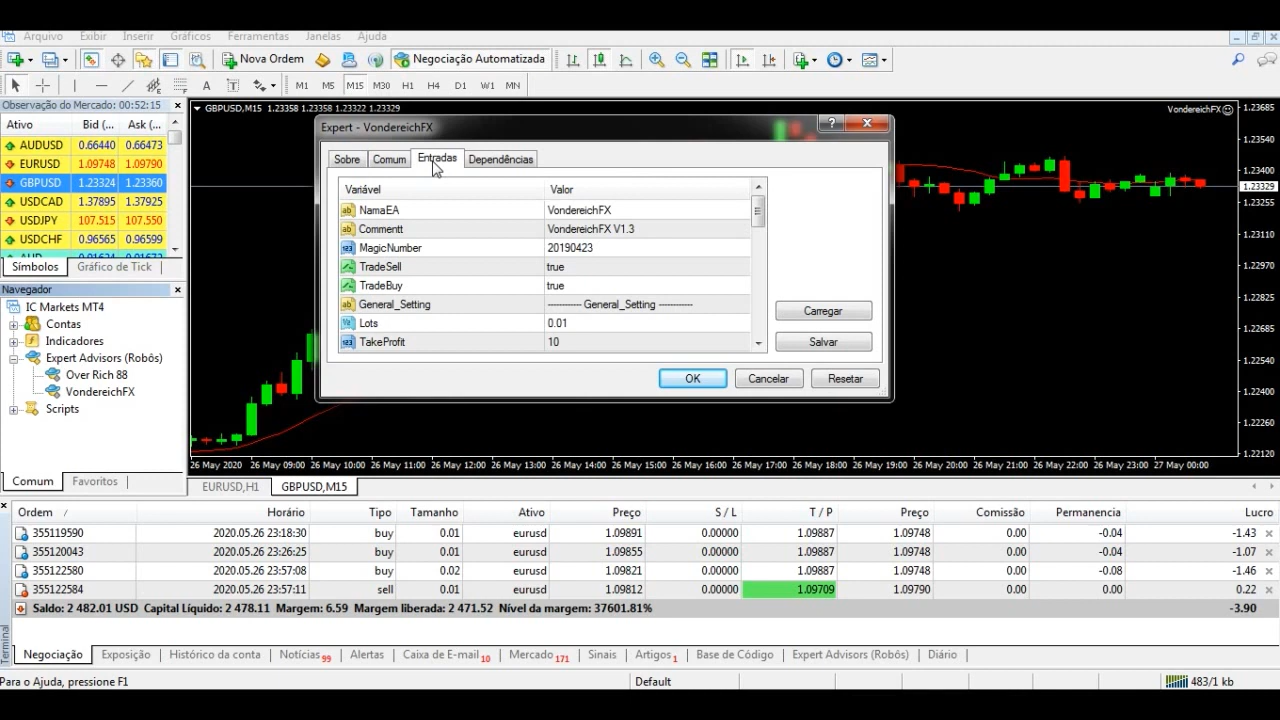 Arquivo Exibir Inserir Gráficos Ferramentas Janelas Ajuda
Nova Ordem Negociação Automatizada
A T M1 M5 M15 M30 H1 H4 D1 W1 MN
Observação do Mercado: 00:52:15
Ativo Bid (... Ask (...
AUDUSD 0.66440 0.66473
EURUSD 1.09748 1.09790
GBPUSD 1.23324 1.23360
USDCAD 1.37895 1.37925
USDJPY 107.515 107.550
USDCHF 0.96565 0.96599
Símbolos Gráfico de Tick
Navegador
IC Markets MT4
Contas
Indicadores
Expert Advisors (Robôs)
Over Rich 88
VondereichFX
Scripts
Comum Favoritos
GBPUSD,M15 1.23358 1.23358 1.23322 1.23329
VondereichFX
Expert - VondereichFX
Sobre Comum Entradas Dependências
Variável Valor
NamaEA VondereichFX
Commentt VondereichFX V1.3
MagicNumber 20190423
TradeSell true
TradeBuy true
General_Setting ------------ General_Setting ------------
Lots 0.01
TakeProfit 10
Carregar
Salvar
OK Cancelar Resetar
1.23685
1.23540
1.23400
1.23329
1.23255
1.23110
1.22970
1.22825
1.22685
1.22540
1.22400
1.22260
1.22120
26 May 2020 26 May 09:00 26 May 10:00 26 May 11:00 26 May 12:00 26 May 13:00 26 May 14:00 26 May 15:00 26 May 16:00 26 May 17:00 26 May 18:00 26 May 19:00 26 May 20:00 26 May 21:00 26 May 22:00 26 May 23:00 27 May 00:00
EURUSD,H1 GBPUSD,M15
Ordem / Horário Tipo Tamanho Ativo Preço S / L T / P Preço Comissão Permanencia Lucro
355119590 2020.05.26 23:18:30 buy 0.01 eurusd 1.09891 0.00000 1.09887 1.09748 0.00 -0.04 -1.43
355120043 2020.05.26 23:26:25 buy 0.01 eurusd 1.09855 0.00000 1.09887 1.09748 0.00 -0.04 -1.07
355122580 2020.05.26 23:57:08 buy 0.02 eurusd 1.09821 0.00000 1.09887 1.09748 0.00 -0.08 -1.46
355122584 2020.05.26 23:57:11 sell 0.01 eurusd 1.09812 0.00000 1.09709 1.09790 0.00 0.00 0.22
Saldo: 2 482.01 USD Capital Líquido: 2 478.11 Margem: 6.59 Margem liberada: 2 471.52 Nível da margem: 37601.81% -3.90
Terminal
Negociação Exposição Histórico da conta Notícias 99 Alertas Caixa de E-mail 10 Mercado 171 Sinais Artigos 1 Base de Código Expert Advisors (Robôs) Diário
Para o Ajuda, pressione F1 Default 483/1 kb